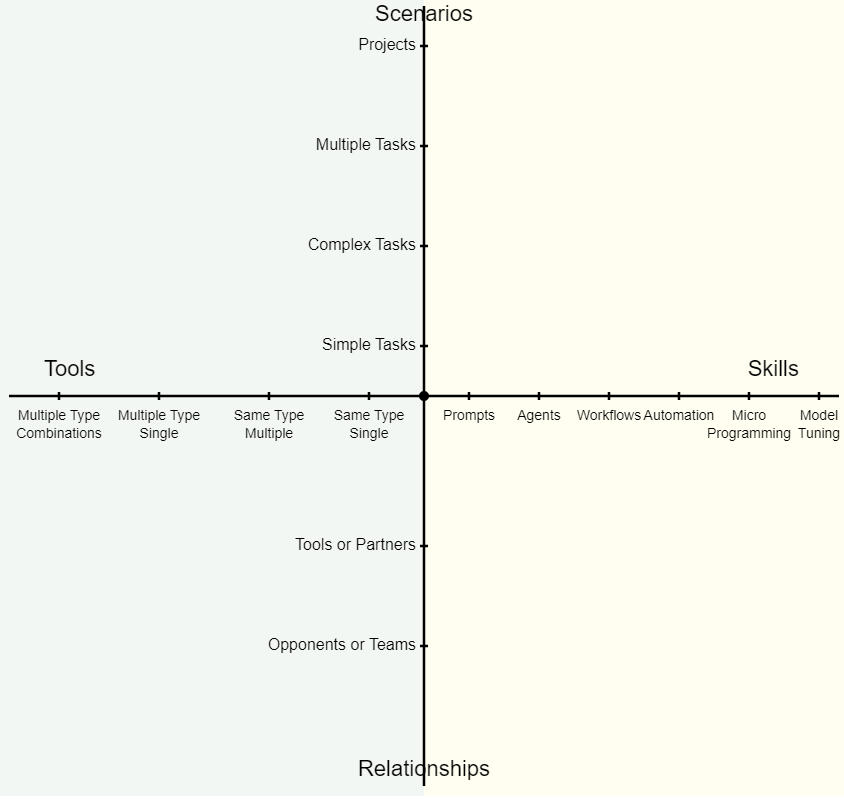 Scenarios
Projects
Multiple Tasks
Complex Tasks
Simple Tasks
Tools
Skills
Multiple Type
Combinations
Multiple Type
Single
Same Type
Multiple
Same Type
Single
Prompts
Agents
Workflows
Automation
Micro
Programming
Model
Tuning
Tools or Partners
Opponents or Teams
Relationships